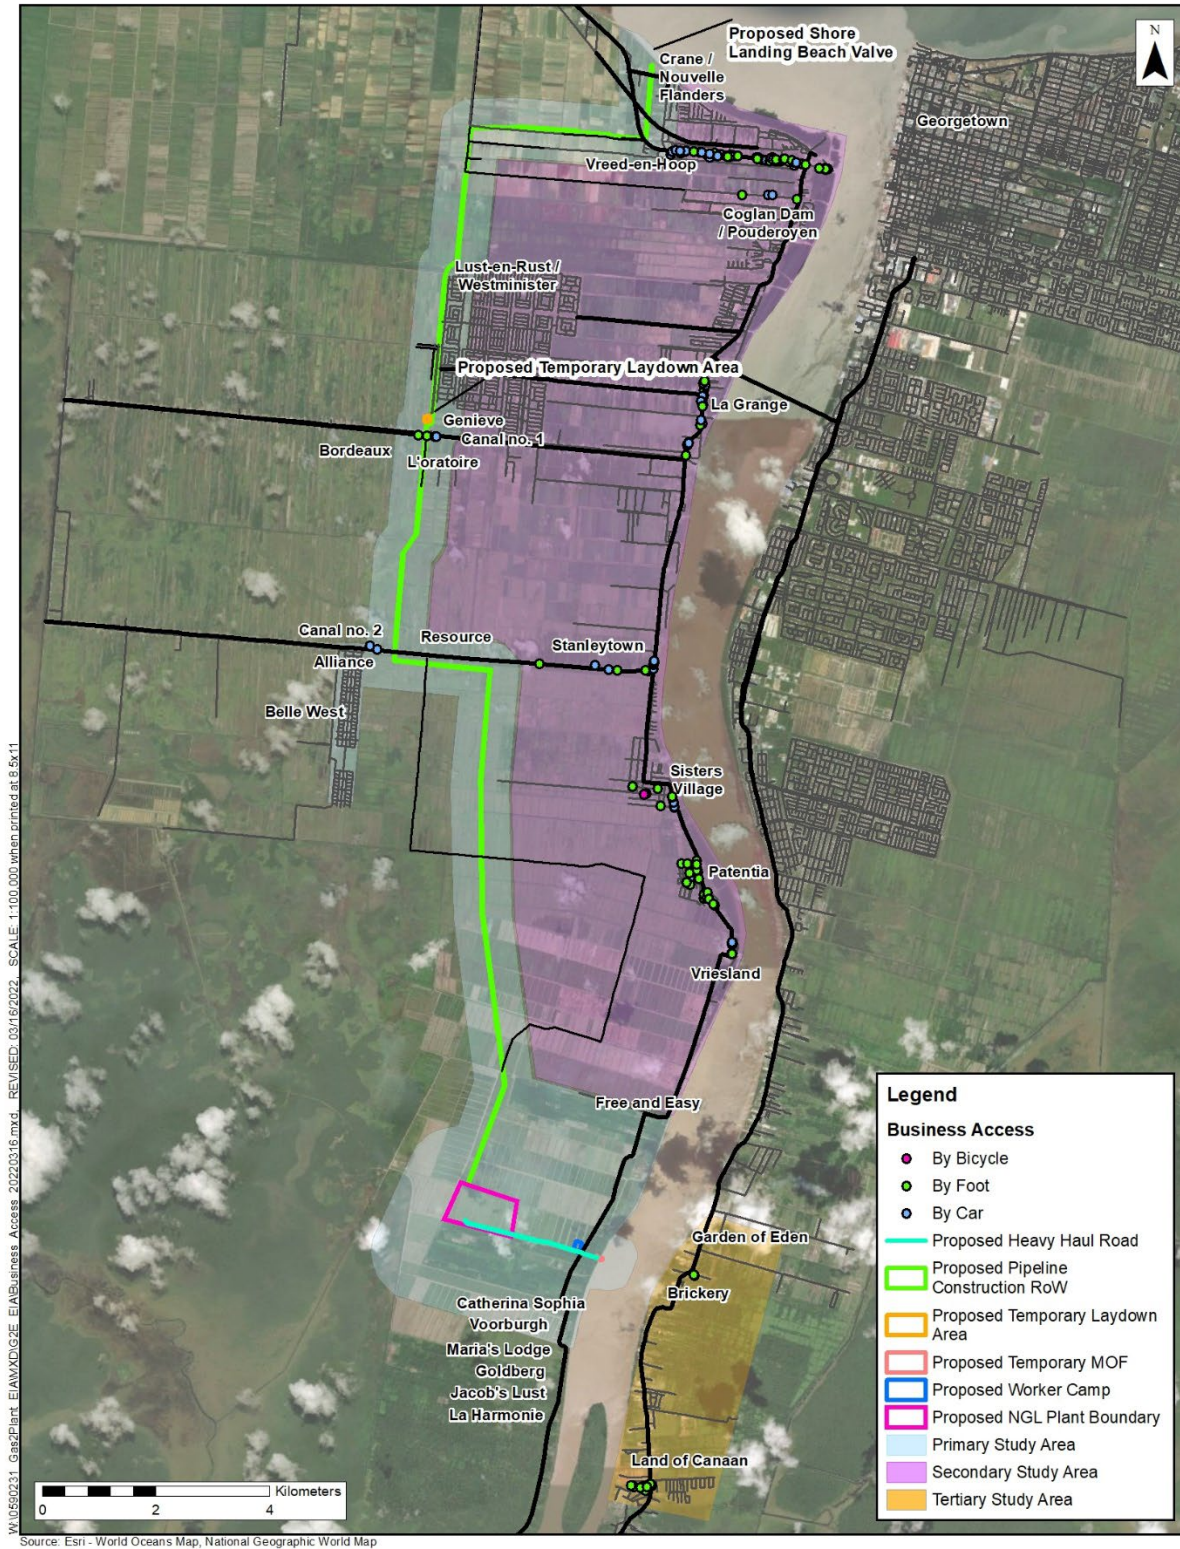 N
Proposed Shore
Landing Beach Valve
Crane /
Nouvelle
Flanders
Georgetown
Vreed-en-Hoop
Coglan Dam
/ Pouderoyen
Lust-en-Rust /
Westminister
Proposed Temporary Laydown Area
La Grange
Genieve
Canal no. 1
Bordeaux
L'oratoire
Canal no. 2
Resource
Stanleytown
Alliance
Belle West
Sisters
Village
Patentia
Vriesland
Free and Easy
Garden of Eden
Brickery
Catherina Sophia
Voorburgh
Maria's Lodge
Goldberg
Jacob's Lust
La Harmonie
Land of Canaan
Legend
Business Access
By Bicycle
By Foot
By Car
Proposed Heavy Haul Road
Proposed Pipeline
Construction RoW
Proposed Temporary Laydown
Area
Proposed Temporary MOF
Proposed Worker Camp
Proposed NGL Plant Boundary
Primary Study Area
Secondary Study Area
Tertiary Study Area
Kilometers
0 2 4
W:\0590231_Gas2Plant_EIA\MXD\G2E_EIA\Business_Access_20220316.mxd, REVISED: 03/16/2022, SCALE: 1:100,000 when printed at 8.5x11
Source: Esri - World Oceans Map, National Geographic World Map